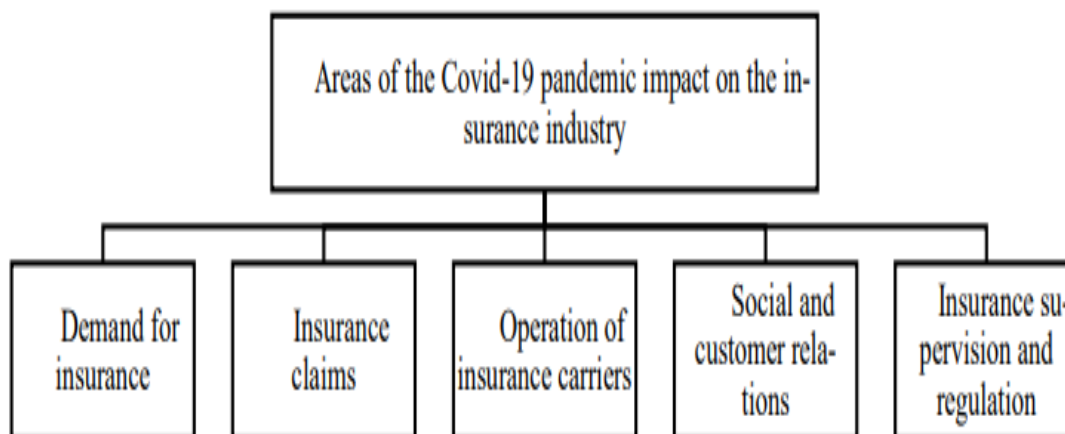 Areas of the Covid-19 pandemic impact on the in-
surance industry
Demand for
insurance
Insurance
claims
Operation of
insurance carriers
Social and
customer rela-
tions
Insurance su-
pervision and
regulation